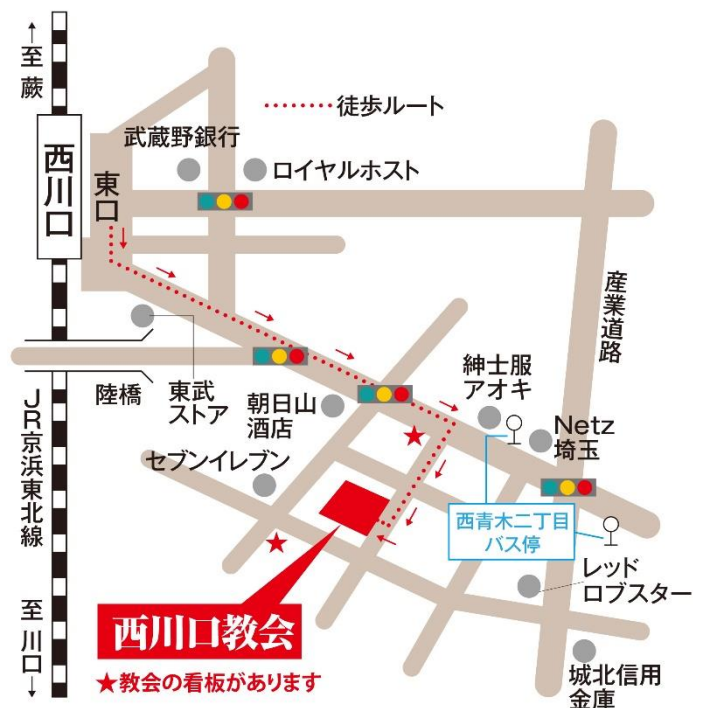 至 蕨
徒歩ルート
武蔵野銀行
ロイヤルホスト
西川口
東口
産業道路
陸橋
東武
ストア
朝日山
酒店
紳士服
アオキ
Netz
埼玉
セブンイレブン
JR京浜東北線
西青木二丁目
バス停
レッド
ロブスター
西川口教会
至 川口
★教会の看板があります
城北信用
金庫